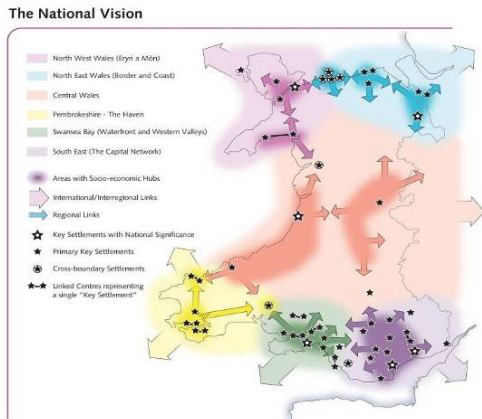 The National Vision
North West Wales (Eryri a Môn)
North East Wales (Border and Coast)
Central Wales
Pembrokeshire - The Haven
Swansea Bay (Waterfront and Western Valleys)
South East (The Capital Network)
Areas with Socio-economic Hubs
International/Interregional Links
Regional Links
Key Settlements with National Significance
Primary Key Settlements
Cross-boundary Settlements
Linked Centres representing
a single "Key Settlement"